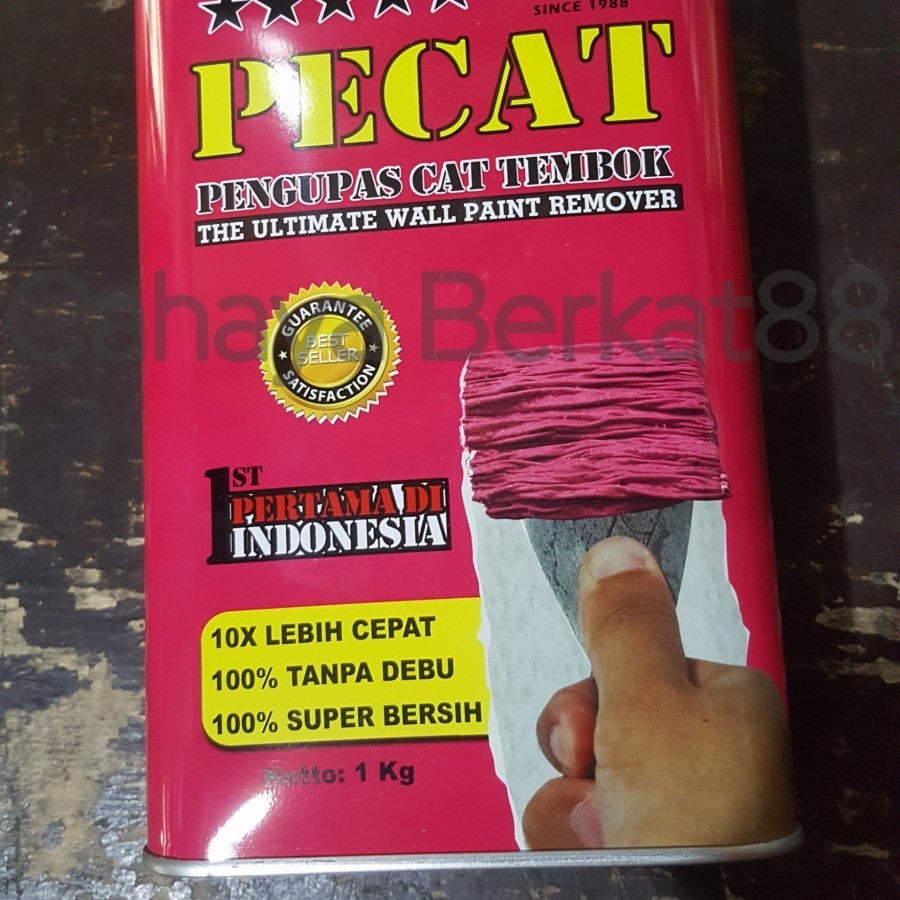 SINCE 1988
PECAT
PENGUPAS CAT TEMBOK
THE ULTIMATE WALL PAINT REMOVER
Cahaya Berkat88
GUARANTEE
BEST
SELLER
SATISFACTION
1ST
PERTAMA DI
INDONESIA
10X LEBIH CEPAT
100% TANPA DEBU
100% SUPER BERSIH
Netto: 1 Kg